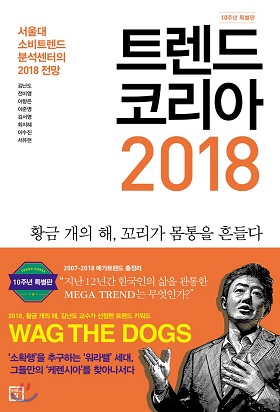 서울대
소비트렌드
분석센터의
2018 전망
김난도
전미영
이향은
이준영
김서영
최지혜
이수진
서유현
10주년 특별판
트렌드
코리아
2018
황금 개의 해, 꼬리가 몸통을 흔들다
10주년 특별판
2007-2018 메가트렌드 총정리
“지난 12년간 한국인의 삶을 관통한
MEGA TREND는 무엇인가?”
2018, 황금 개의 해, 김난도 교수가 선정한 트렌드 키워드
WAG THE DOGS
‘소확행’을 추구하는 ‘워라밸’ 세대,
그들만의 ‘케렌시아’를 찾아나서다